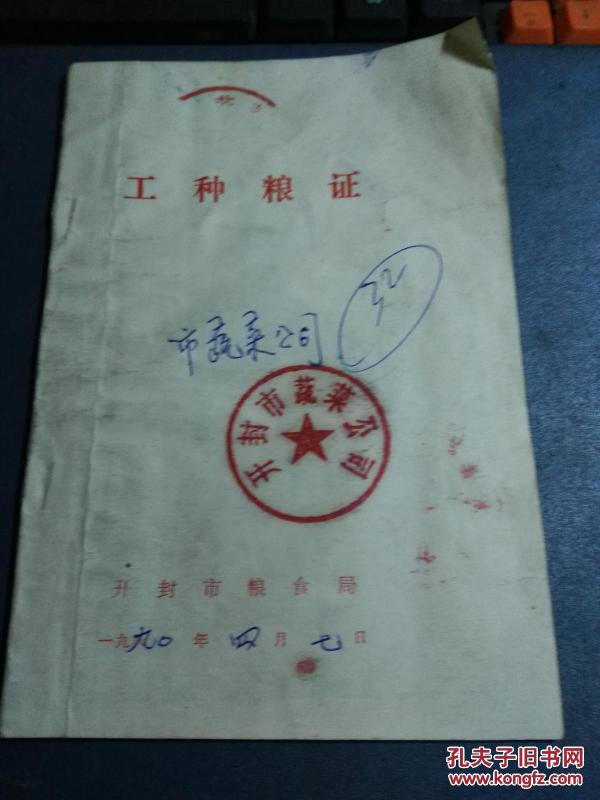 工种粮证
市蔬菜公司
32
开封市蔬菜公司
开封市粮食局
一九九〇年四月七日
孔夫子旧书网
www.kongfz.com